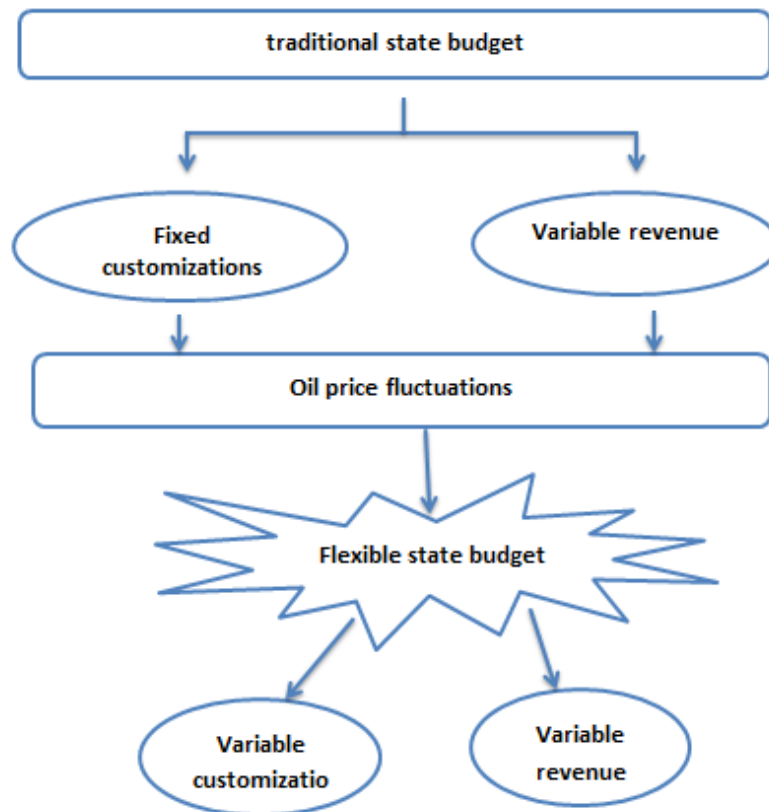 traditional state budget
Fixed
customizations
Variable revenue
Oil price fluctuations
Flexible state budget
Variable
customizatio
Variable
revenue